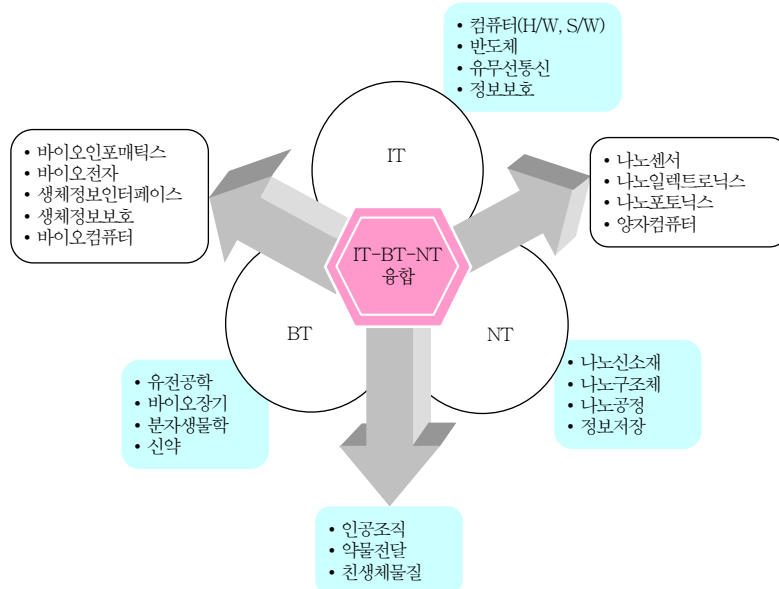 • 컴퓨터(H/W, S/W)
• 반도체
• 유무선통신
• 정보보호
IT
• 바이오인포매틱스
• 바이오전자
• 생체정보인터페이스
• 생체정보보호
• 바이오컴퓨터
• 나노센서
• 나노일렉트로닉스
• 나노포토닉스
• 양자컴퓨터
IT-BT-NT
융합
BT
NT
• 유전공학
• 바이오장기
• 분자생물학
• 신약
• 나노신소재
• 나노구조체
• 나노공정
• 정보저장
• 인공조직
• 약물전달
• 친생체물질